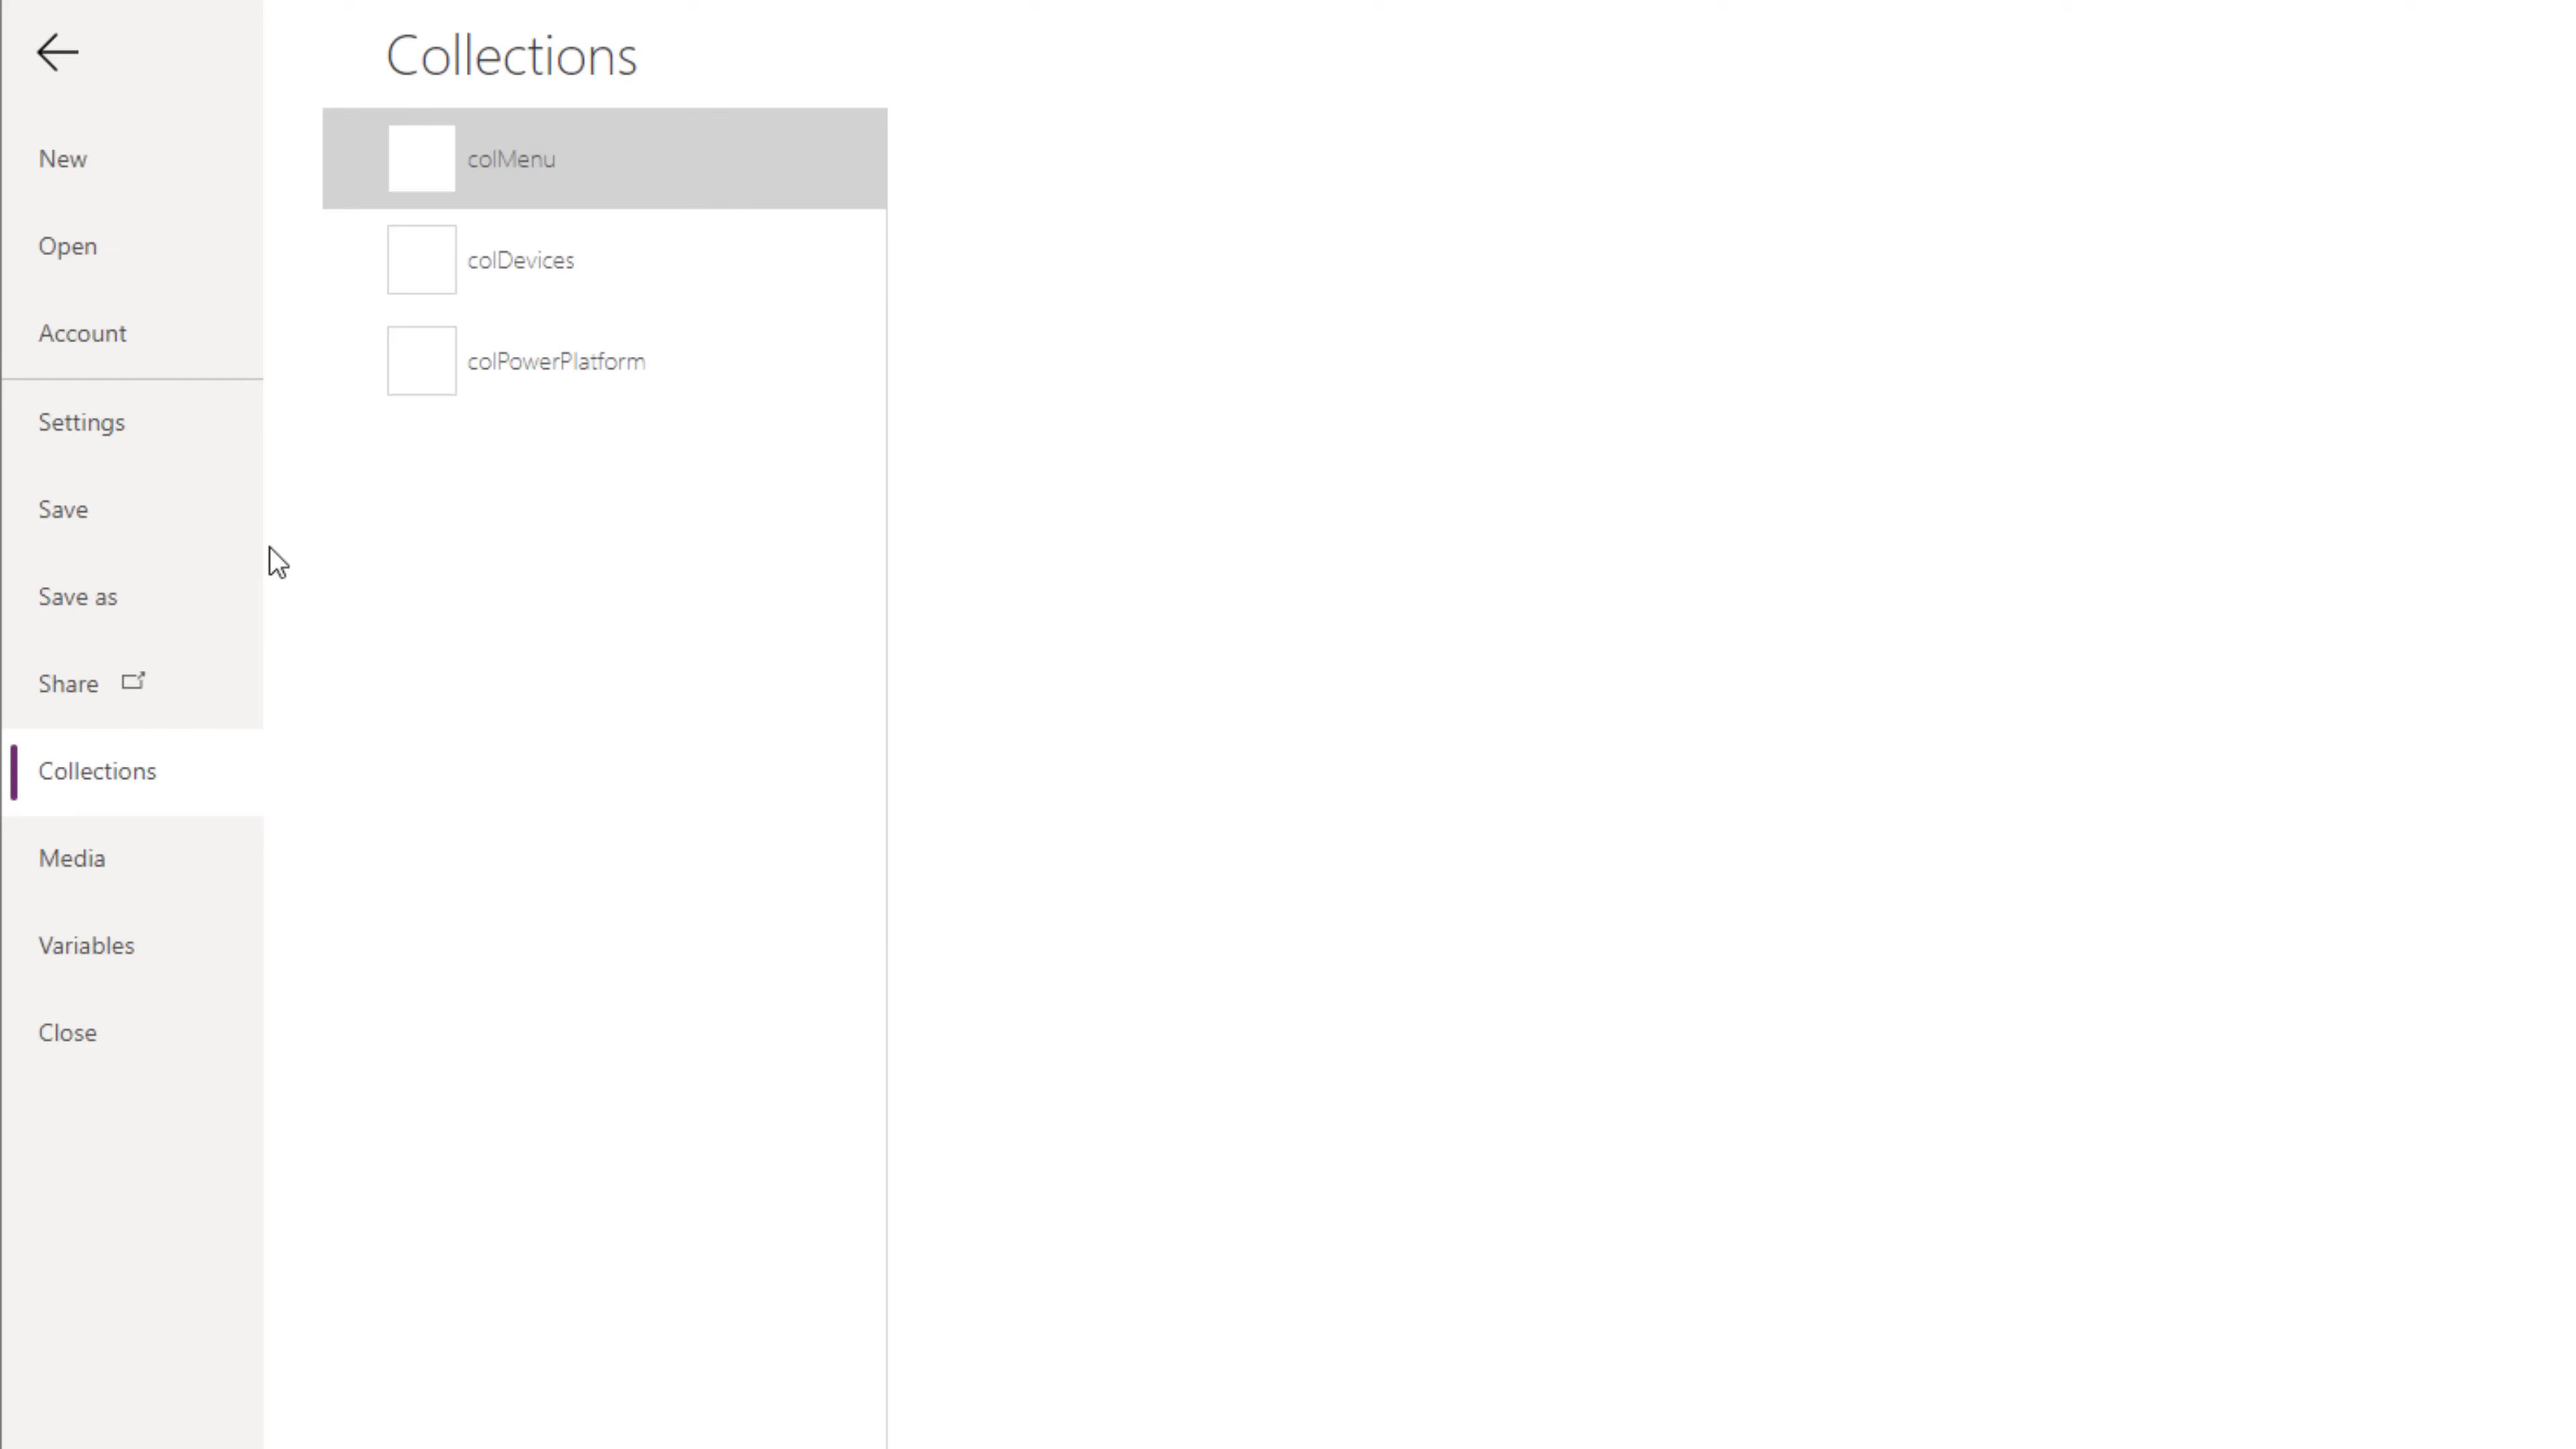 Collections
New
Open
Account
Settings
Save
Save as
Share
Collections
Media
Variables
Close
colMenu
colDevices
colPowerPlatform